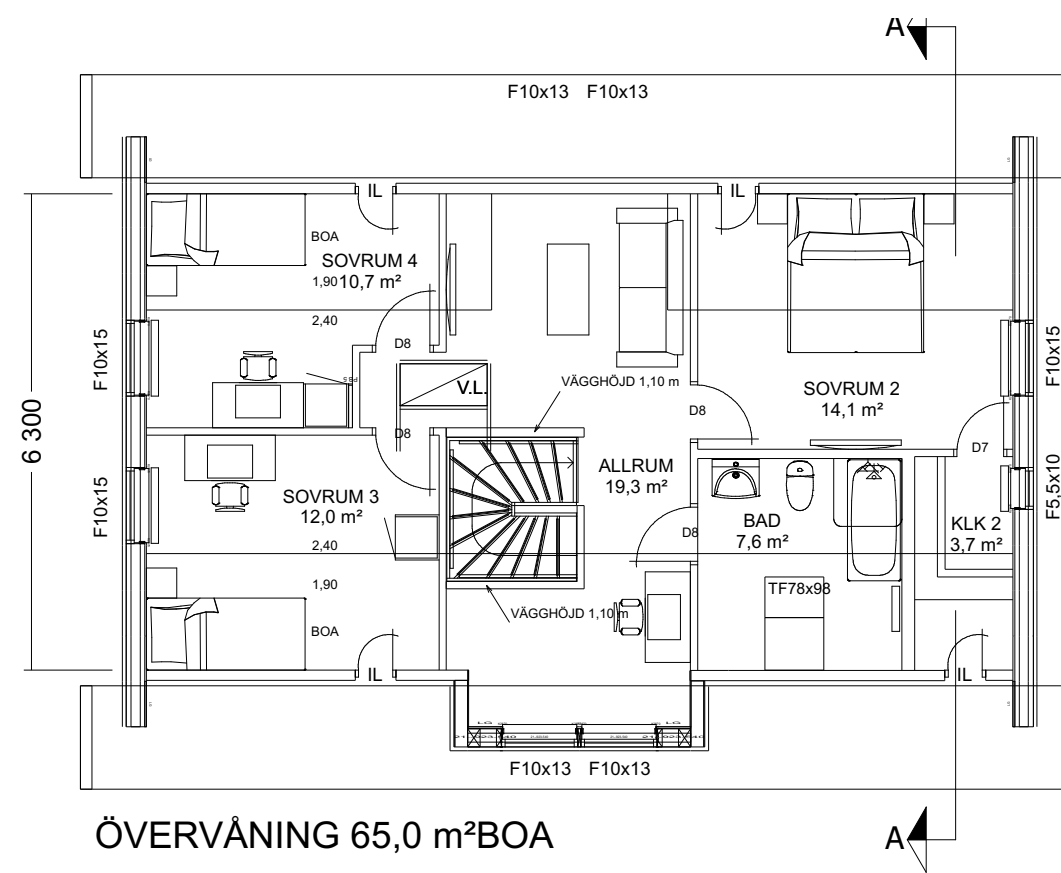 A
F10x13 F10x13
IL
IL
BOA
SOVRUM 4
1,90 10,7 m²
2,40
F10x15
D8
V.L.
VÄGGHÖJD 1,10 m
SOVRUM 2
14,1 m²
F10x15
D8
6 300
D8
D7
SOVRUM 3
12,0 m²
ALLRUM
19,3 m²
F10x15
F5,5x10
BAD
7,6 m²
KLK 2
3,7 m²
D8
2,40
1,90
TF78x98
VÄGGHÖJD 1,10 m
BOA
IL
IL
F10x13 F10x13
ÖVERVÅNING 65,0 m²BOA
A